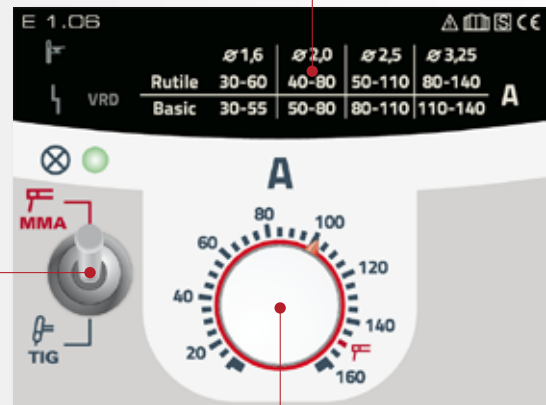 E 1.06
S CE
ø1,6 ø2,0 ø2,5 ø3,25
Rutile 30-60 40-80 50-110 80-140
A
VRD
Basic 30-55 50-80 80-110 110-140
A
MMA
TIG
20
40
60
80
100
120
140
160